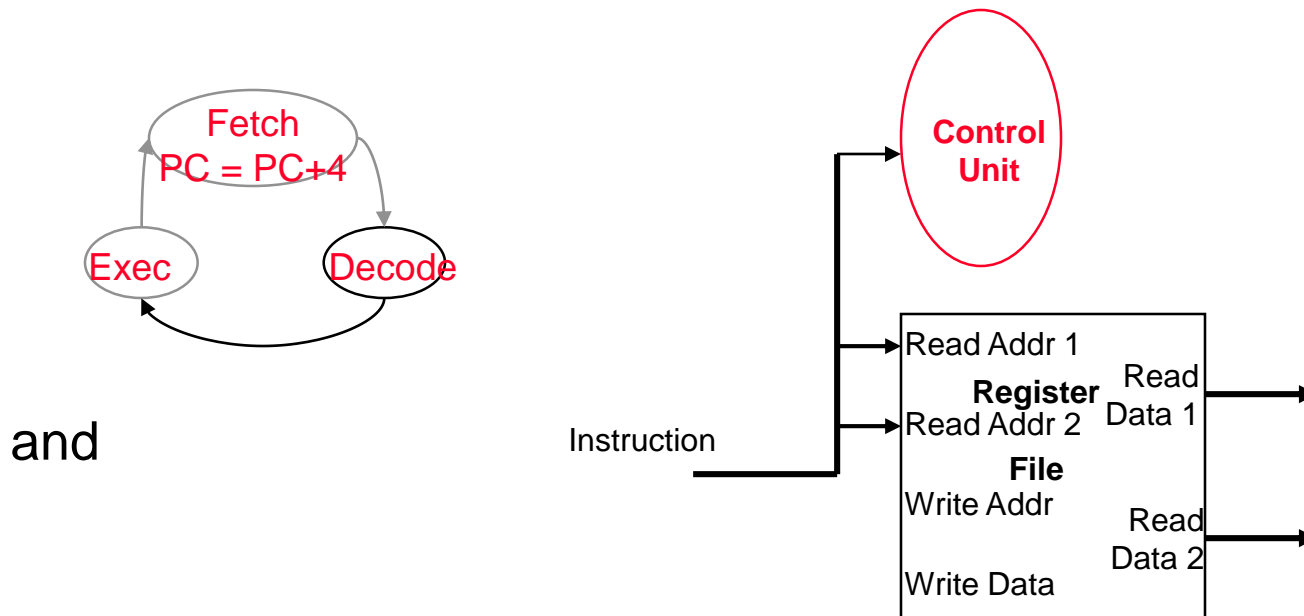 Fetch
PC = PC+4
Exec
Decode
and
Control
Unit
Instruction
Read Addr 1
Register
Read Addr 2
File
Write Addr
Write Data
Read
Data 1
Read
Data 2